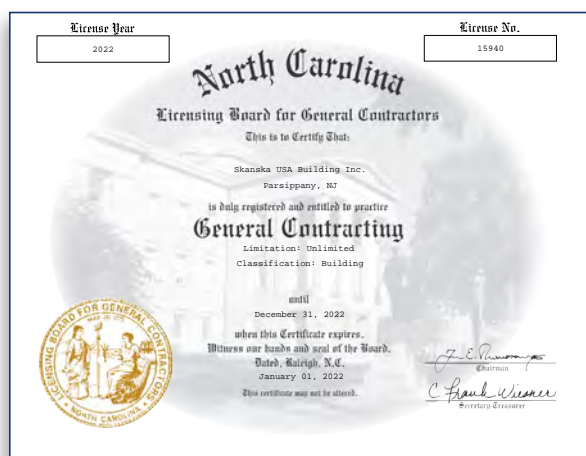 License Year
License No.
2022
15940
North Carolina
Licensing Board for General Contractors
This is to Certify That:
Skanska USA Building Inc.
Parsippany, NJ
is duly registered and entitled to practice
General Contracting
Limitation: Unlimited
Classification: Building
until
December 31, 2022
when this Certificate expires.
Witness our hands and seal of the Board.
Dated, Raleigh, N.C.
January 01, 2022
This certificate may not be altered.
Chairman
C. Frank Wiesner
Secretary-Treasurer
LICENSING BOARD FOR GENERAL CONTRACTORS
NORTH CAROLINA